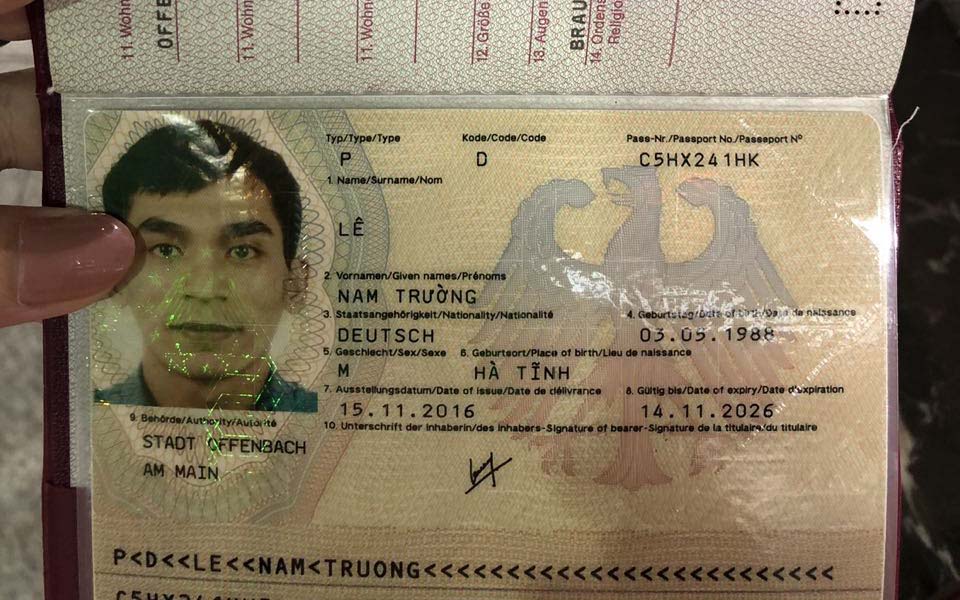 11. Wohn
OFFE
11. Wohn
11. Wohn
12. Größe
13. Augen
BRAU
14. Ordens
Religio
Typ/Type/Type
Kode/Code/Code
Pass-Nr./Passport No./Passeport N°
P
D
C5HX241HK
1. Name/Surname/Nom
LÊ
2. Vornamen/Given names/Prénoms
NAM TRƯỜNG
3. Staatsangehörigkeit/Nationality/Nationalité
4. Geburtstag/Date of birth/Date de naissance
DEUTSCH
03.05.1988
5. Geschlecht/Sex/Sexe
6. Geburtsort/Place of birth/Lieu de naissance
M
HÀ TĨNH
7. Ausstellungsdatum/Date of issue/Date de délivrance
8. Gültig bis/Date of expiry/Date d'expiration
15.11.2016
14.11.2026
9. Behörde/Authority/Autorité
10. Unterschrift der Inhaberin/des Inhabers-Signature of bearer-Signature de la titulaire/du titulaire
STADT OFFENBACH
AM MAIN
P<D<<LE<<NAM<TRUONG<<<<<<<<<<<<<<<<<<<<<<<<<